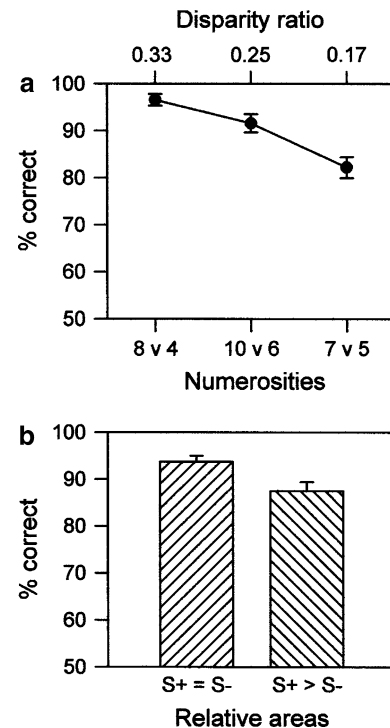 Disparity ratio
0.33 0.25 0.17
a
100
90
80
70
60
50
% correct
8 v 4 10 v 6 7 v 5
Numerosities
b
100
90
80
70
60
50
% correct
S+ = S- S+ > S-
Relative areas